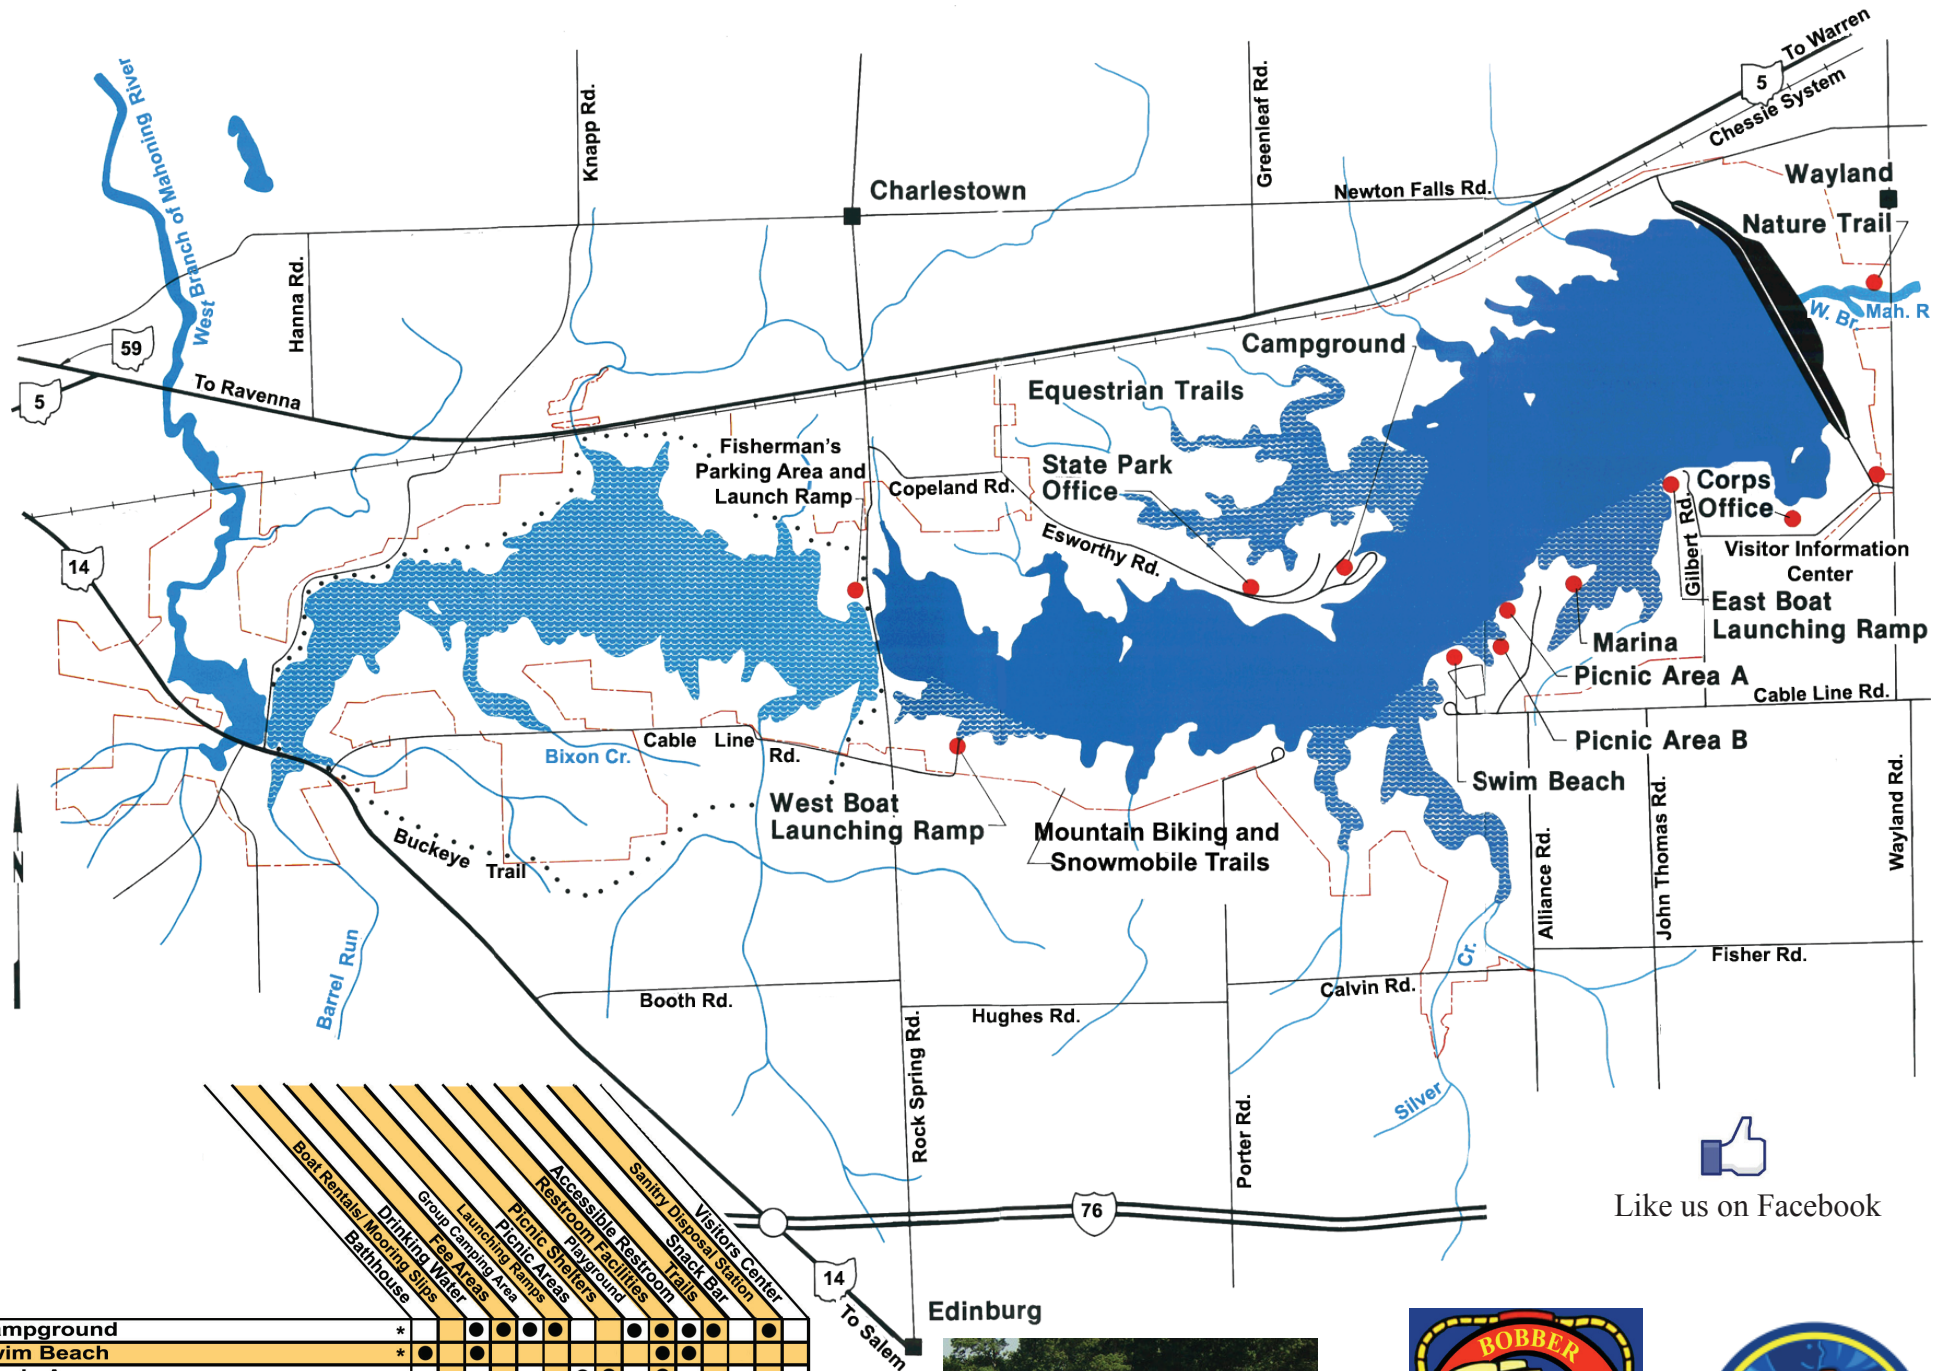 To Warren
5
Chessie System
West Branch of Mahoning River
Knapp Rd.
Greenleaf Rd.
Charlestown
Newton Falls Rd.
Wayland
Nature Trail
Hanna Rd.
W. Br.
Mah. R
59
5
To Ravenna
Campground
Equestrian Trails
Fisherman's
Parking Area and
Launch Ramp
State Park
Office
Copeland Rd.
Corps
Office
Gilbert Rd.
Esworthy Rd.
Visitor Information
Center
14
East Boat
Launching Ramp
Marina
Picnic Area A
Cable Line Rd.
Picnic Area B
Cable Line
Rd.
Bixon Cr.
Swim Beach
West Boat
Launching Ramp
Mountain Biking and
Snowmobile Trails
Buckeye
Trail
N
Alliance Rd.
John Thomas Rd.
Wayland Rd.
Barrel Run
Cr.
Fisher Rd.
Calvin Rd.
Booth Rd.
Hughes Rd.
Rock Spring Rd.
Porter Rd.
Silver
76
Like us on Facebook
14
To Salem
Edinburg
Bathhouse
Boat Rentals/ Mooring Slips
Drinking Water
Fee Areas
Group Camping Area
Launching Ramps
Picnic Areas
Picnic Shelters
Playground
Restroom Facilities
Accessible Restroom
Trails
Snack Bar
Sanitry Disposal Station
Visitors Center
mpground *
vim Beach *
BOBBER